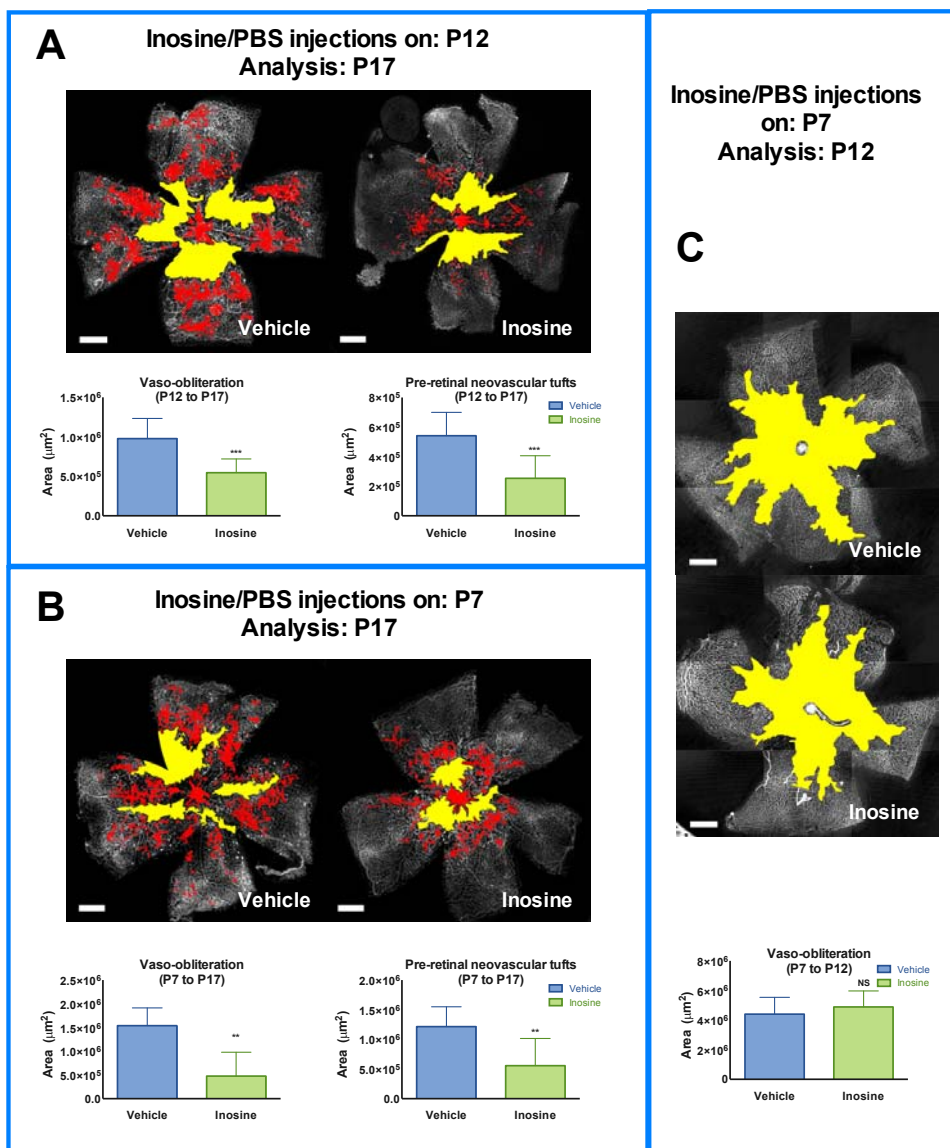 A
Inosine/PBS injections on: P12
Analysis: P17
Vehicle
Inosine
Vaso-obliteration
(P12 to P17)
Area (μm²)
1.5×10⁶
1.0×10⁶
5.0×10⁵
0.0
***
Vehicle
Inosine
Pre-retinal neovascular tufts
(P12 to P17)
Area (μm²)
8×10⁵
6×10⁵
4×10⁵
2×10⁵
0
Vehicle
Inosine
***
Vehicle
Inosine
B
Inosine/PBS injections on: P7
Analysis: P17
Vehicle
Inosine
Vaso-obliteration
(P7 to P17)
Area (μm²)
2.5×10⁶
2.0×10⁶
1.5×10⁶
1.0×10⁶
5.0×10⁵
0.0
**
Vehicle
Inosine
Pre-retinal neovascular tufts
(P7 to P17)
Area (μm²)
2.0×10⁶
1.5×10⁶
1.0×10⁶
5.0×10⁵
0.0
Vehicle
Inosine
**
Vehicle
Inosine
Inosine/PBS injections
on: P7
Analysis: P12
C
Vehicle
Inosine
Vaso-obliteration
(P7 to P12)
Area (μm²)
8×10⁶
6×10⁶
4×10⁶
2×10⁶
0
Vehicle
Inosine
NS
Vehicle
Inosine